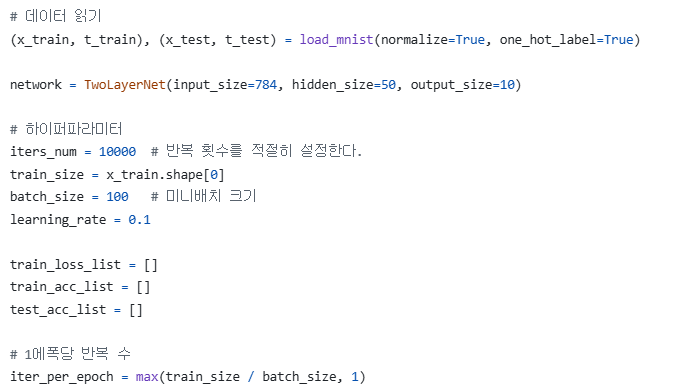 # 데이터 읽기
(x_train, t_train), (x_test, t_test) = load_mnist(normalize=True, one_hot_label=True)
network = TwoLayerNet(input_size=784, hidden_size=50, output_size=10)
# 하이퍼파라미터
iters_num = 10000  # 반복 횟수를 적절히 설정한다.
train_size = x_train.shape[0]
batch_size = 100   # 미니배치 크기
learning_rate = 0.1
train_loss_list = []
train_acc_list = []
test_acc_list = []
# 1에폭당 반복 수
iter_per_epoch = max(train_size / batch_size, 1)